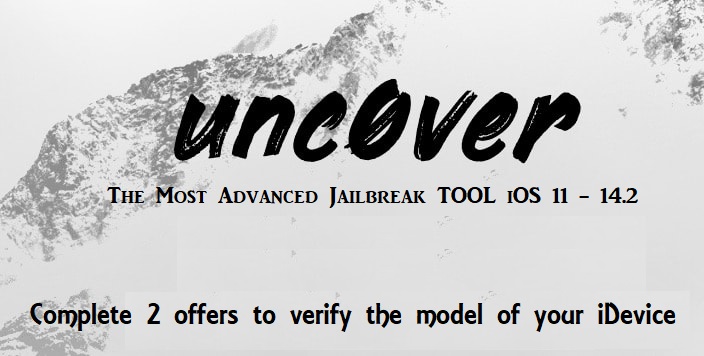 unc0ver
The Most Advanced Jailbreak TOOL iOS 11 - 14.2
Complete 2 offers to verify the model of your iDevice